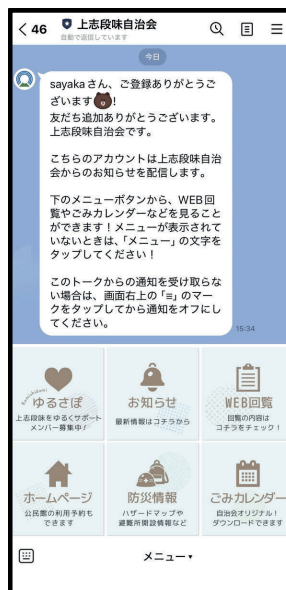 46
上志段味自治会
自動で返信しています
今日
sayakaさん、ご登録ありがとうご
ざいます!
友だち追加ありがとうございます。
上志段味自治会です。
こちらのアカウントは上志段味自治
会からのお知らせを配信します。
下のメニューボタンから、WEB回
覧やごみカレンダーなどを見ること
ができます！メニューが表示されて
いないときは、「メニュー」の文字を
タップしてください！
このトークからの通知を受け取らな
い場合は、画面右上の「≡」のマー
クをタップしてから通知をオフにし
てください。
15:34
ゆるさぽ
上志段味をゆるくサポート
メンバー募集中！
お知らせ
最新情報はコチラから
WEB回覧
回覧の内容は
コチラをチェック！
ホームページ
公民館の利用予約も
できます
防災情報
ハザードマップや
避難所開設情報など
ごみカレンダー
自治会オリジナル！
ダウンロードできます
メニュー▾